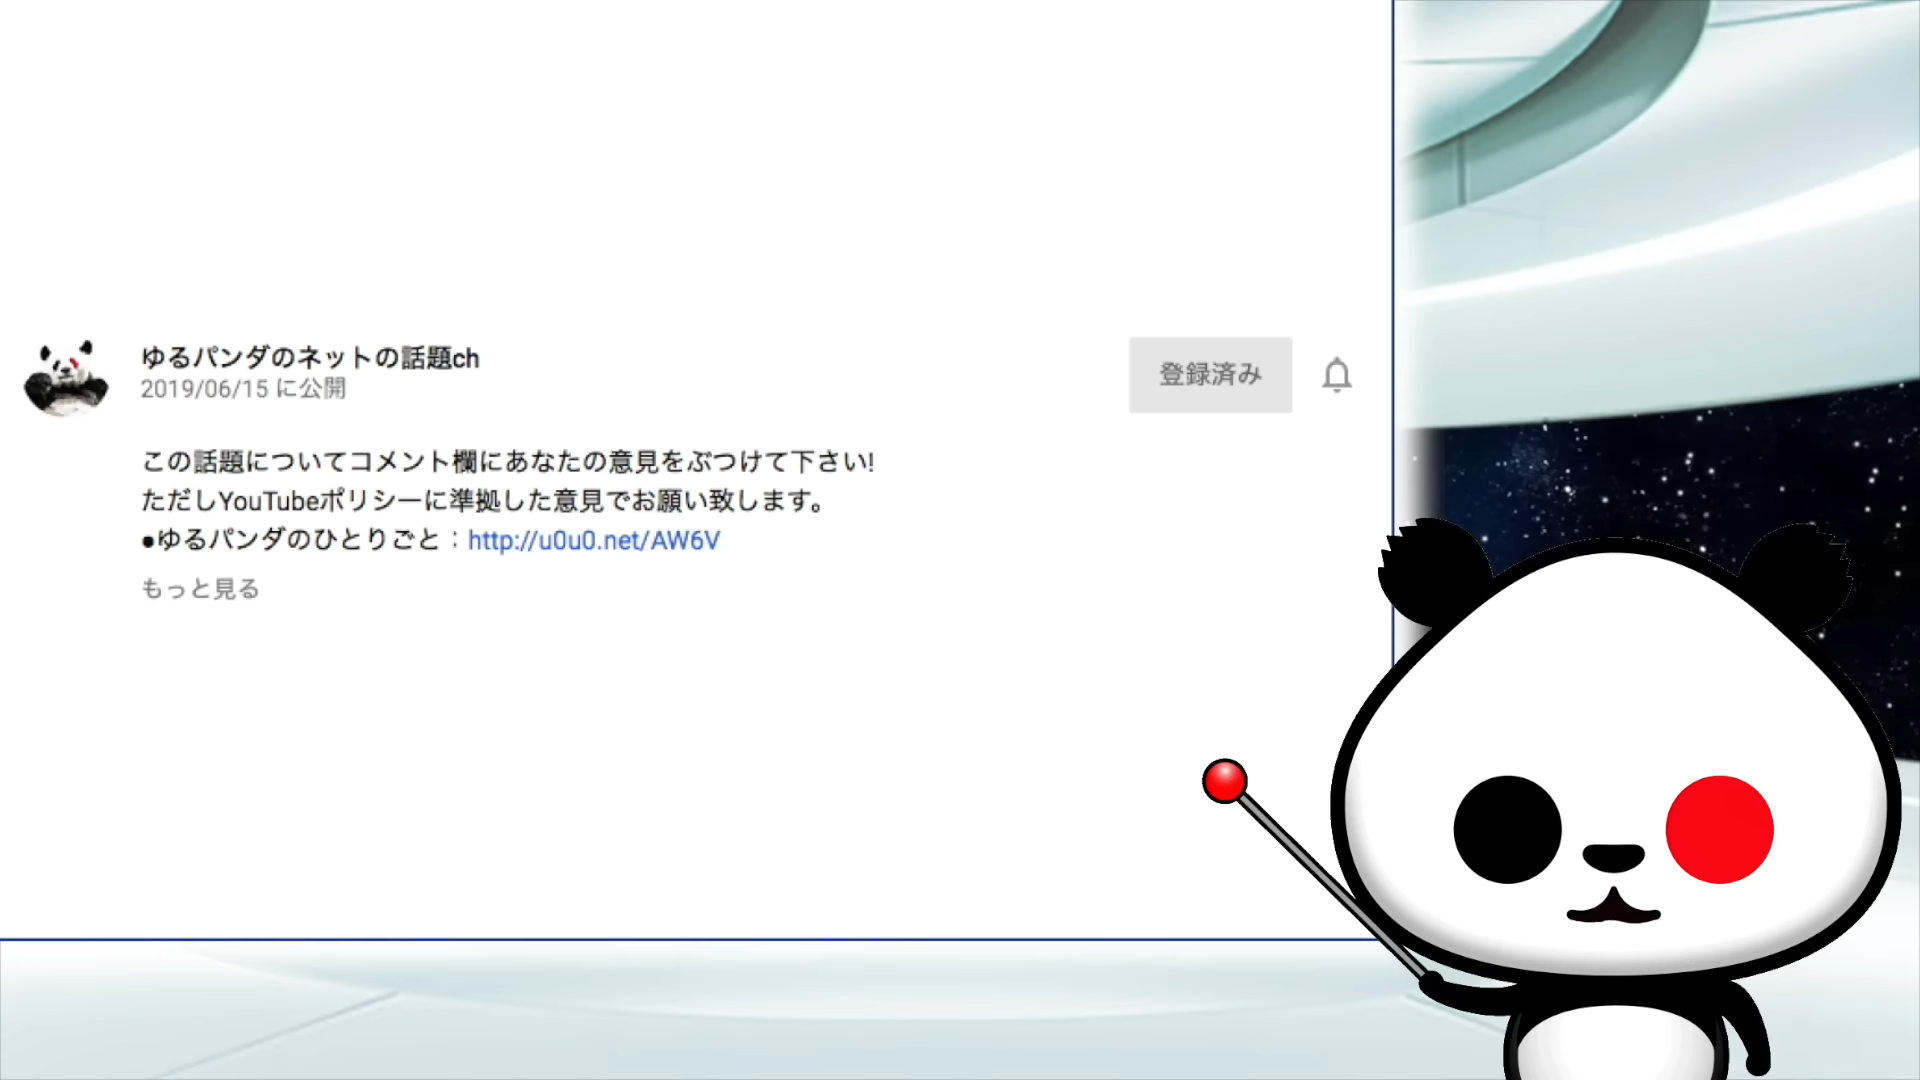 ゆるパンダのネットの話題ch
2019/06/15 に公開
登録済み
この話題についてコメント欄にあなたの意見をぶつけて下さい!
ただしYouTubeポリシーに準拠した意見でお願い致します。
●ゆるパンダのひとりごと：http://u0u0.net/AW6V
もっと見る